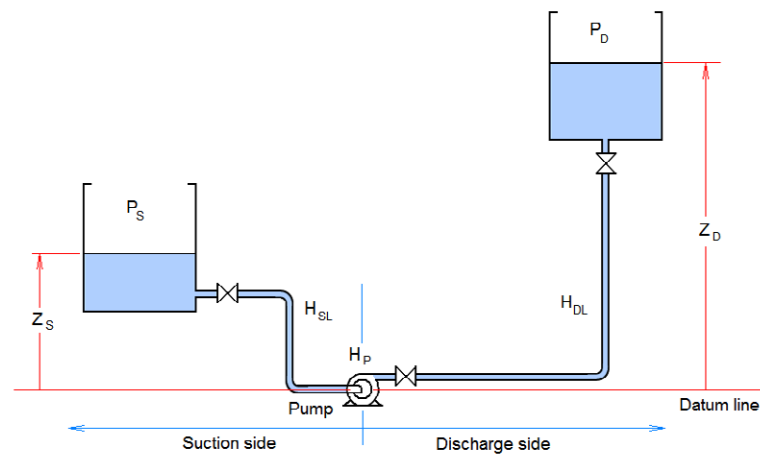 P_D
P_S
Z_D
Z_S
H_SL
H_DL
H_P
Pump
Datum line
Suction side
Discharge side